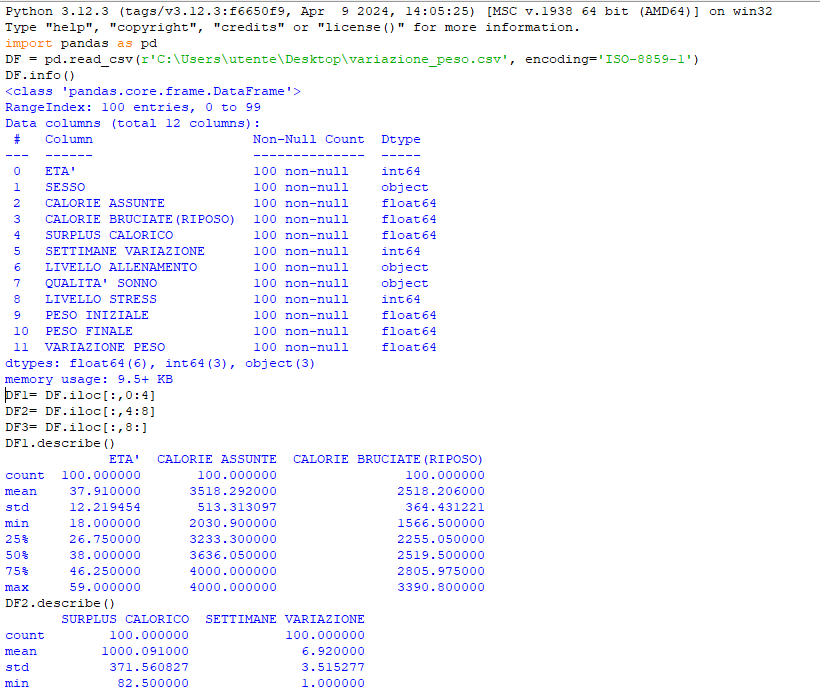 Python 3.12.3 (tags/v3.12.3:f6650f9, Apr  9 2024, 14:05:25) [MSC v.1938 64 bit (AMD64)] on win32
Type "help", "copyright", "credits" or "license()" for more information.
import pandas as pd
DF = pd.read_csv(r'C:\Users\utente\Desktop\variazione_peso.csv', encoding='ISO-8859-1')
DF.info()
<class 'pandas.core.frame.DataFrame'>
RangeIndex: 100 entries, 0 to 99
Data columns (total 12 columns):
 #   Column                    Non-Null Count  Dtype
---  ------                    --------------  -----
 0   ETA'                      100 non-null    int64
 1   SESSO                     100 non-null    object
 2   CALORIE ASSUNTE           100 non-null    float64
 3   CALORIE BRUCIATE(RIPOSO)  100 non-null    float64
 4   SURPLUS CALORICO          100 non-null    float64
 5   SETTIMANE VARIAZIONE      100 non-null    int64
 6   LIVELLO ALLENAMENTO       100 non-null    object
 7   QUALITA' SONNO            100 non-null    object
 8   LIVELLO STRESS            100 non-null    int64
 9   PESO INIZIALE             100 non-null    float64
 10  PESO FINALE               100 non-null    float64
 11  VARIAZIONE PESO           100 non-null    float64
dtypes: float64(6), int64(3), object(3)
memory usage: 9.5+ KB
DF1= DF.iloc[:,0:4]
DF2= DF.iloc[:,4:8]
DF3= DF.iloc[:,8:]
DF1.describe()
             ETA'  CALORIE ASSUNTE  CALORIE BRUCIATE(RIPOSO)
count  100.000000       100.000000                100.000000
mean    37.910000      3518.292000               2518.206000
std     12.219454       513.313097                364.431221
min     18.000000      2030.900000               1566.500000
25%     26.750000      3233.300000               2255.050000
50%     38.000000      3636.050000               2519.500000
75%     46.250000      4000.000000               2805.975000
max     59.000000      4000.000000               3390.800000
DF2.describe()
       SURPLUS CALORICO  SETTIMANE VARIAZIONE
count        100.000000            100.000000
mean        1000.091000              6.920000
std          371.560827              3.515277
min           82.500000              1.000000